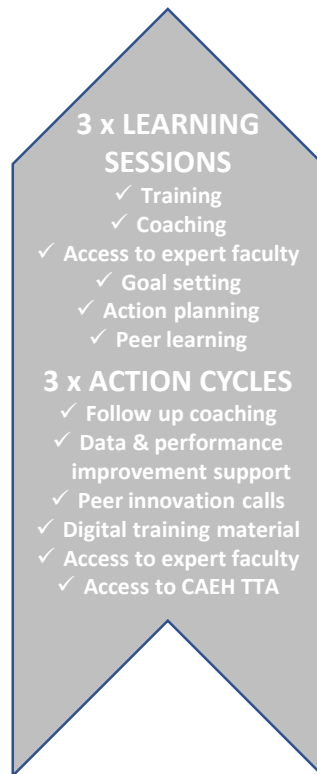 3 x LEARNING
SESSIONS
✓ Training
✓ Coaching
✓ Access to expert faculty
✓ Goal setting
✓ Action planning
✓ Peer learning
3 x ACTION CYCLES
✓ Follow up coaching
✓ Data & performance
improvement support
✓ Peer innovation calls
✓ Digital training material
✓ Access to expert faculty
✓ Access to CAEH TTA